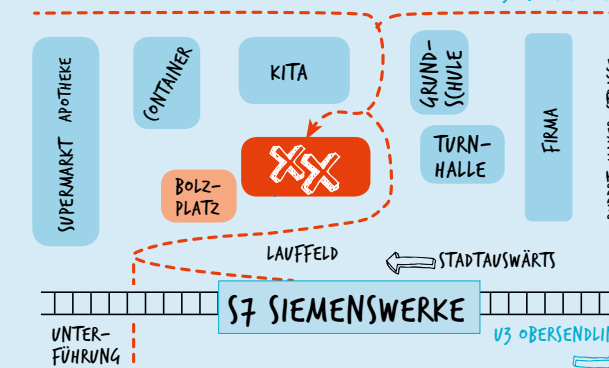 SUPERMARKT APOTHEKE
CONTAINER
KITA
GRUND-
SCHULE
TURN-
HALLE
FIRMA
XX
BOLZ-
PLATZ
LAUFFELD
STADTAUSWÄRTS
S7 SIEMENSWERKE
UNTER-
FÜHRUNG
U3 OBERSENDLIN